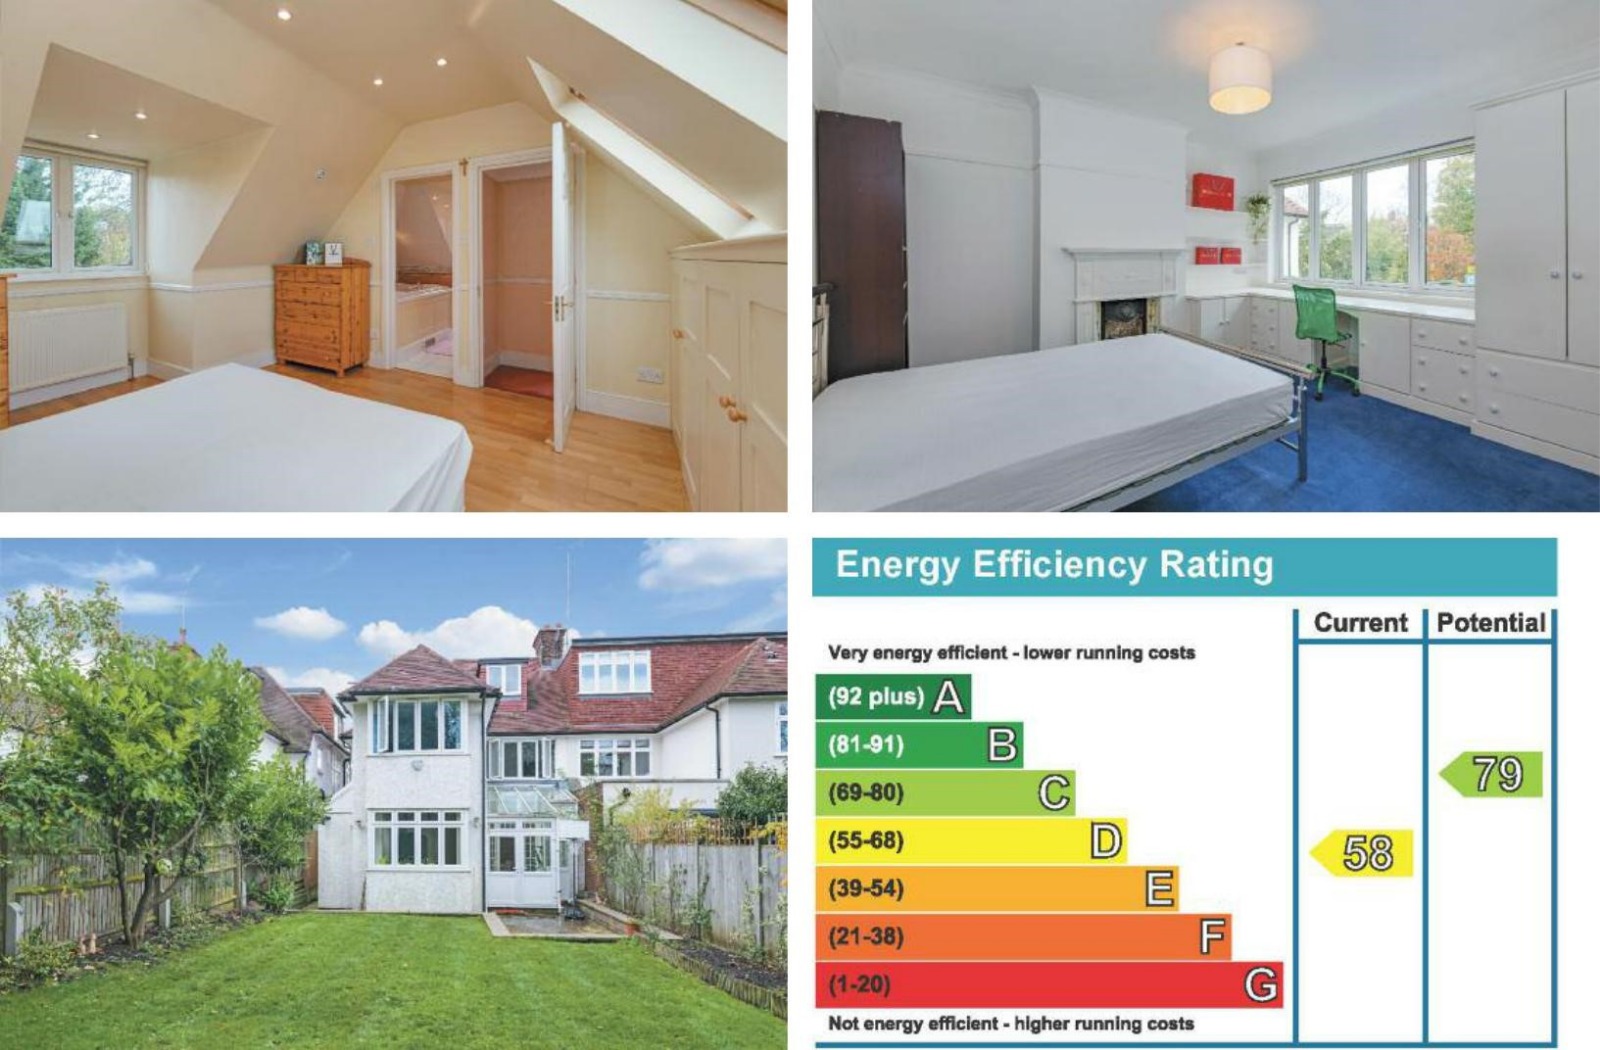 Energy Efficiency Rating
Current Potential
Very energy efficient - lower running costs
(92 plus) A
(81-91) B
(69-80) C
79
(55-68) D
58
(39-54) E
(21-38) F
(1-20) G
Not energy efficient - higher running costs